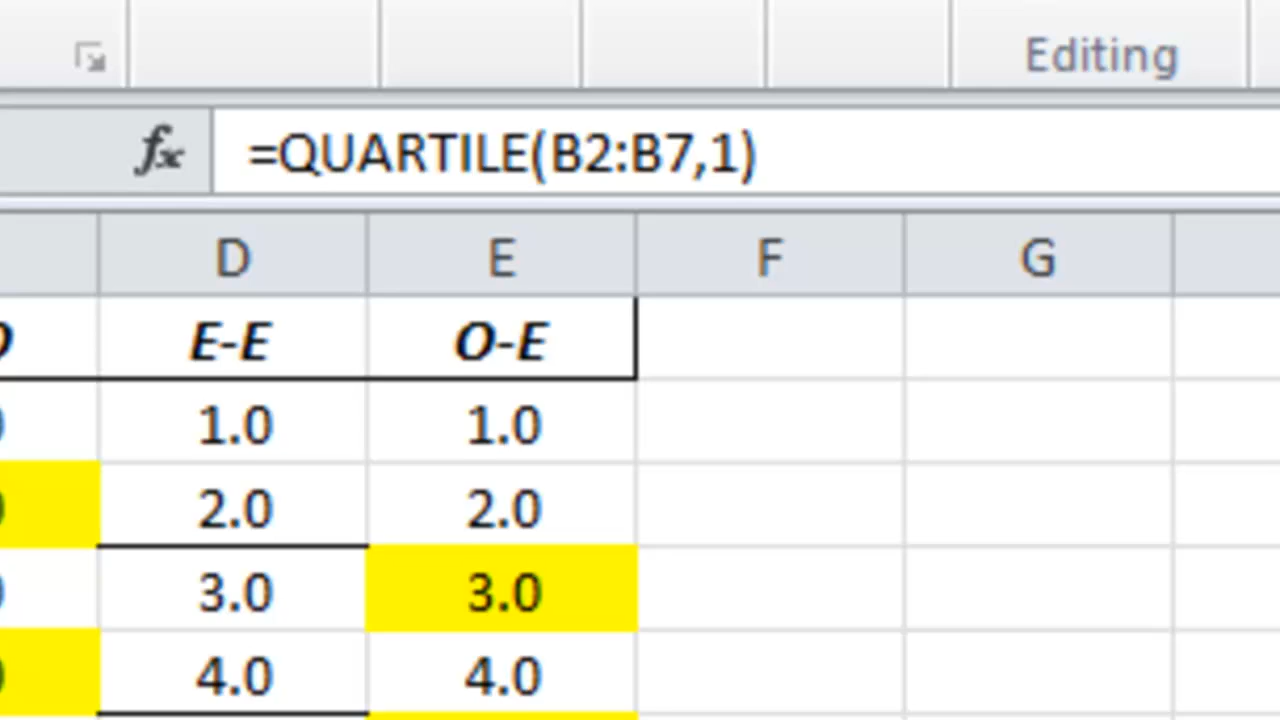 Editing
fx
=QUARTILE(B2:B7,1)
D E F G
E-E O-E
1.0 1.0
2.0 2.0
3.0 3.0
4.0 4.0